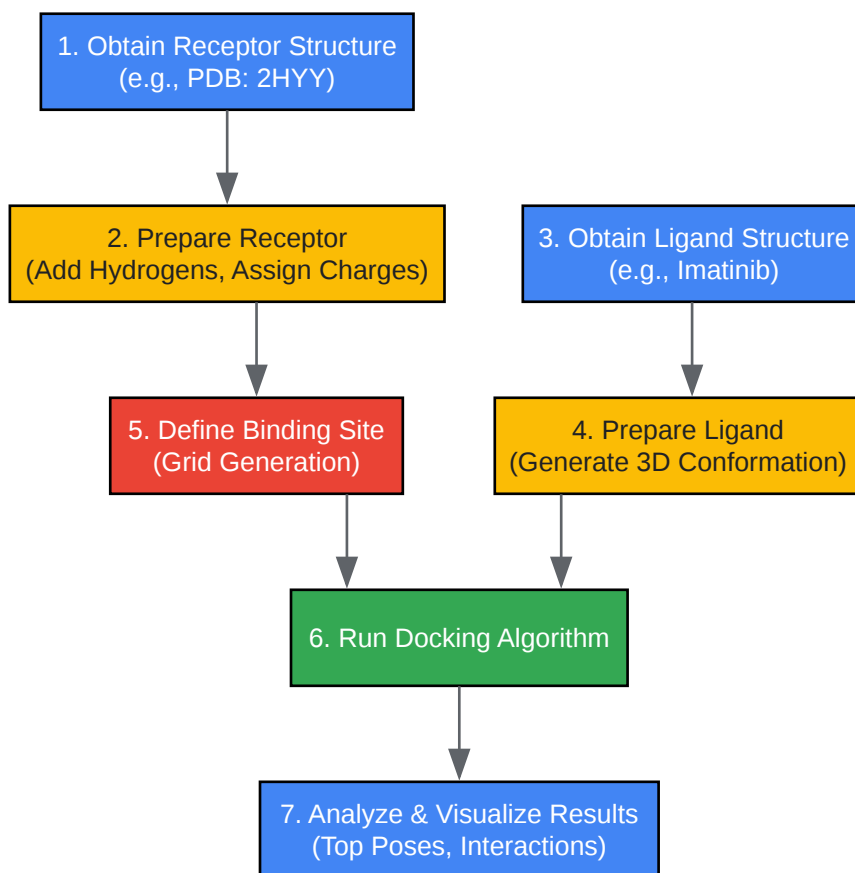 1. Obtain Receptor Structure
(e.g., PDB: 2HYY)
2. Prepare Receptor
(Add Hydrogens, Assign Charges)
3. Obtain Ligand Structure
(e.g., Imatinib)
5. Define Binding Site
(Grid Generation)
4. Prepare Ligand
(Generate 3D Conformation)
6. Run Docking Algorithm
7. Analyze & Visualize Results
(Top Poses, Interactions)